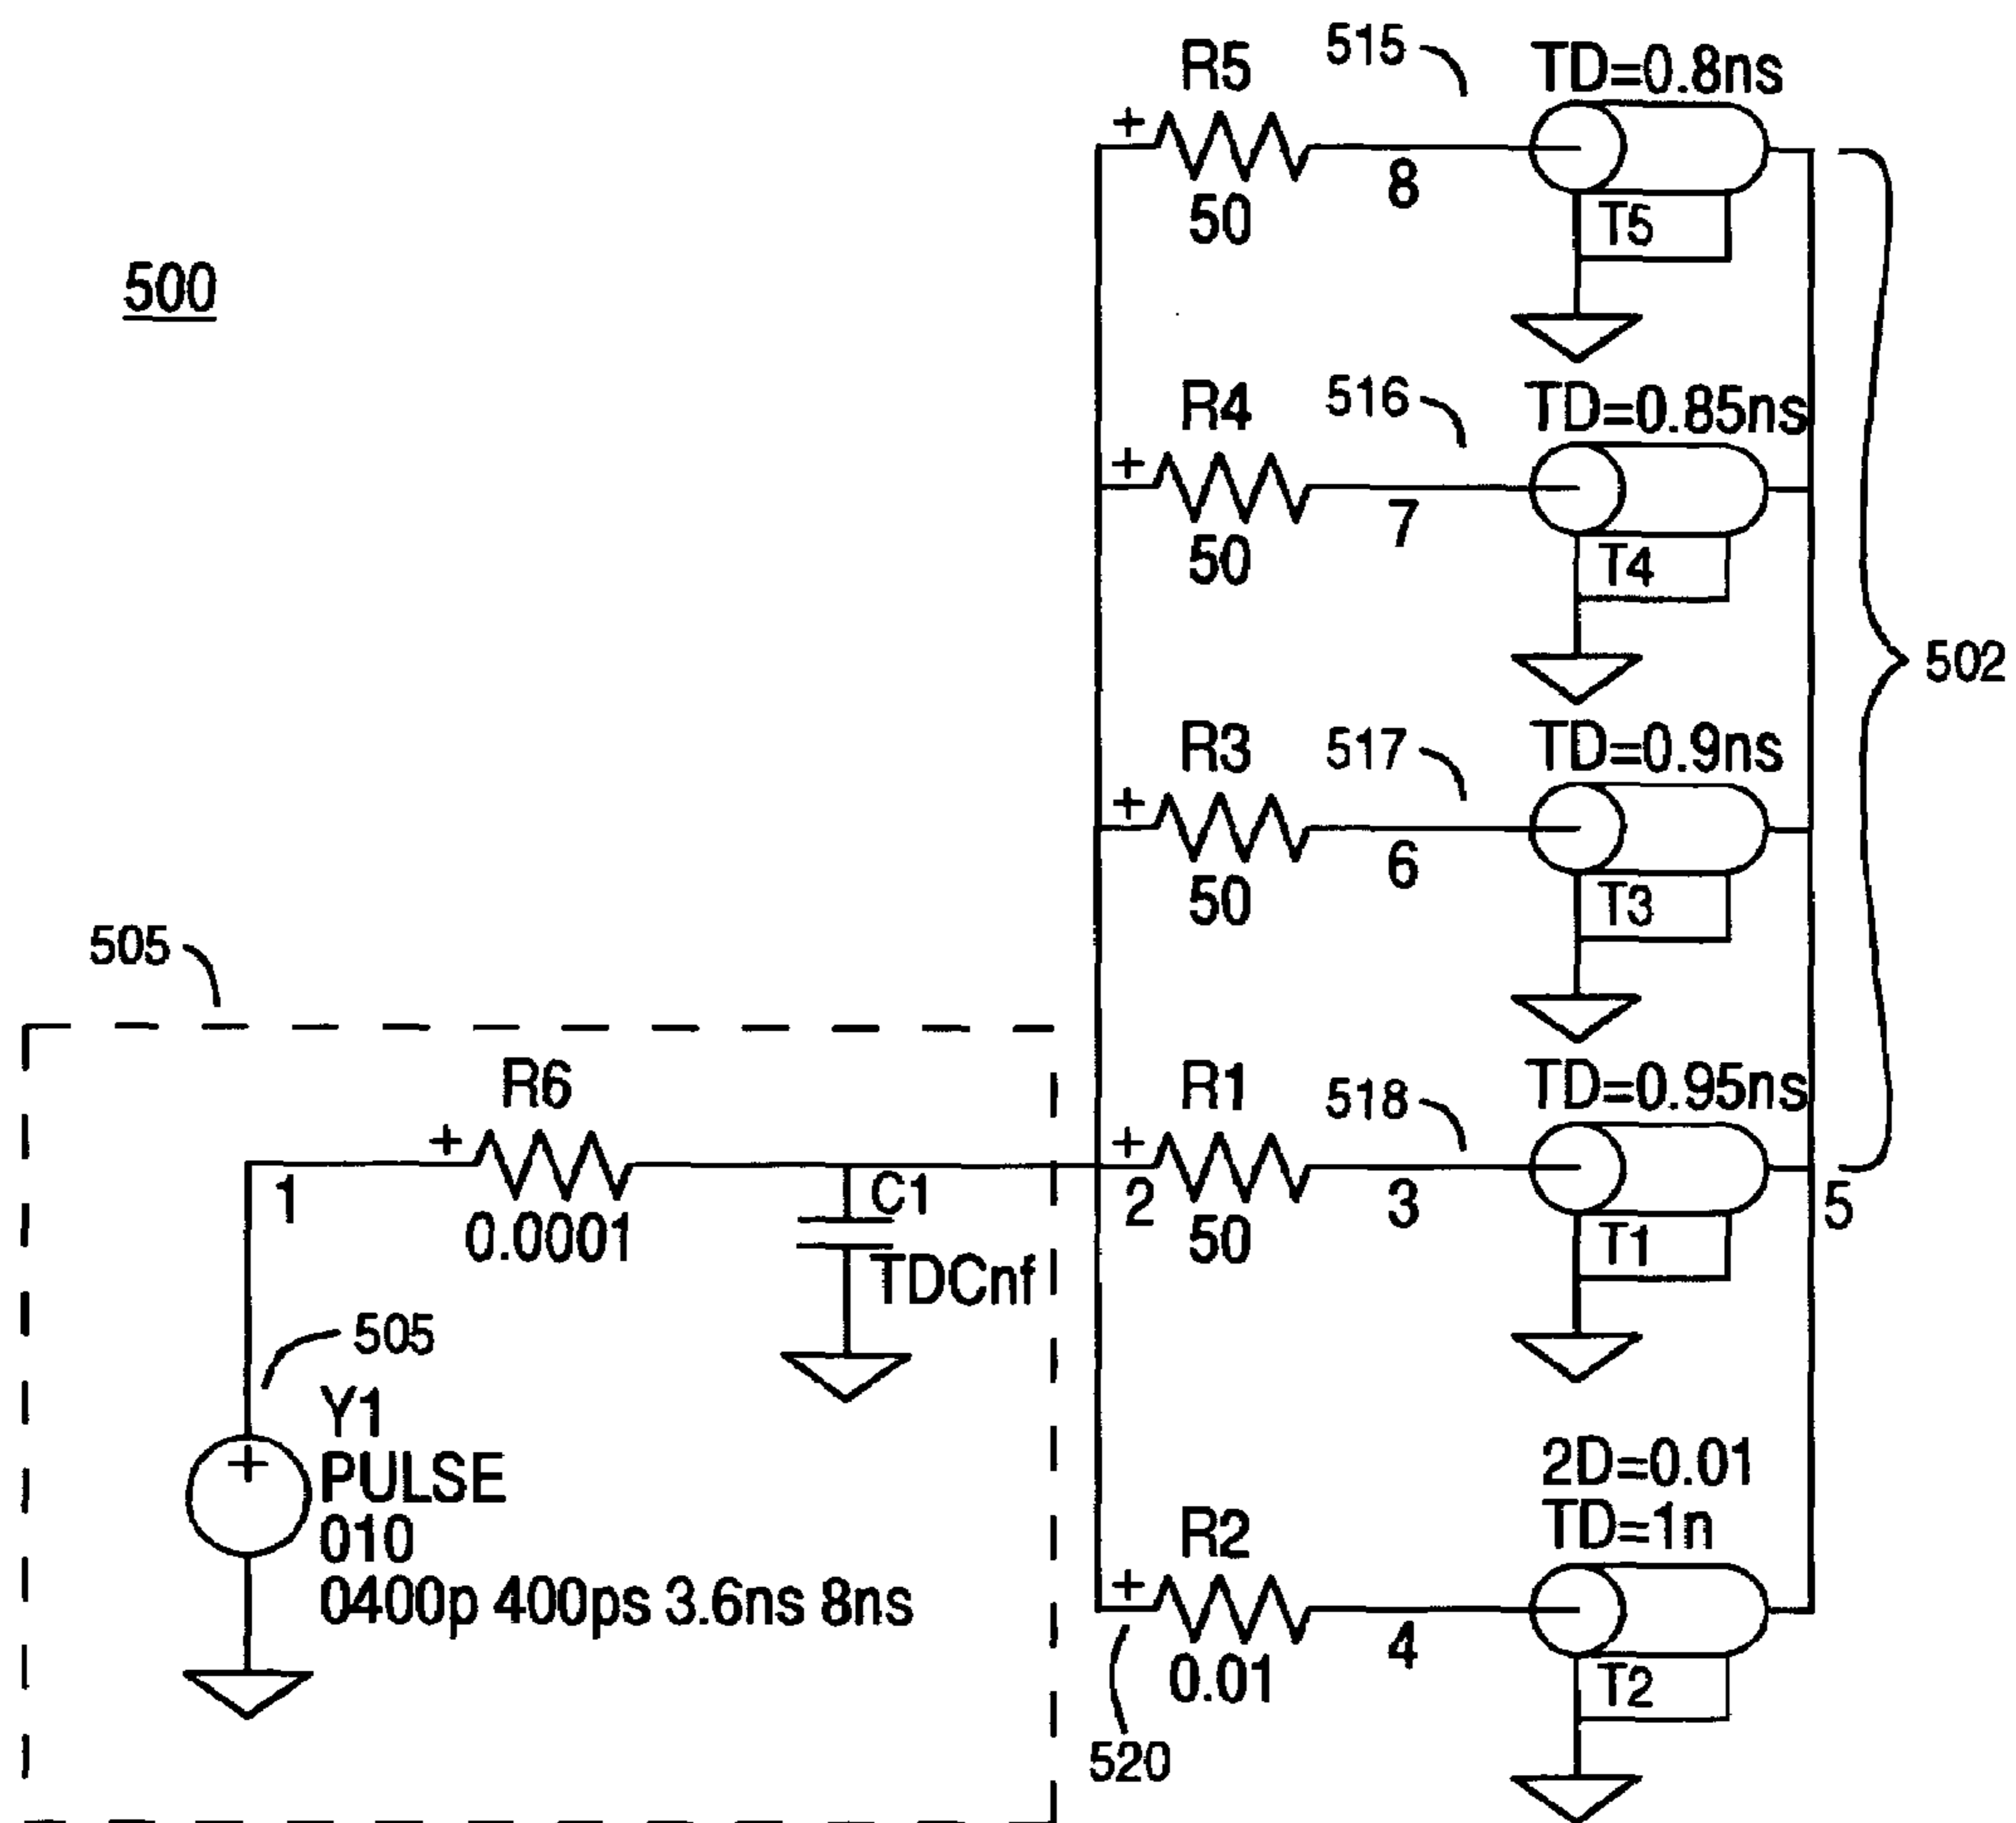 R5
515
TD=0.8ns
+
8
50
T5
500
R4
516
TD=0.85ns
+
7
50
T4
502
R3
517
TD=0.9ns
+
6
50
T3
505
R6
+
1
0.0001
C1
TDCnf
R1
518
TD=0.95ns
+
2
3
50
T1
5
505
Y1
+
PULSE
010
0400p 400ps 3.6ns 8ns
R2
2D=0.01
TD=1n
+
4
0.01
T2
520